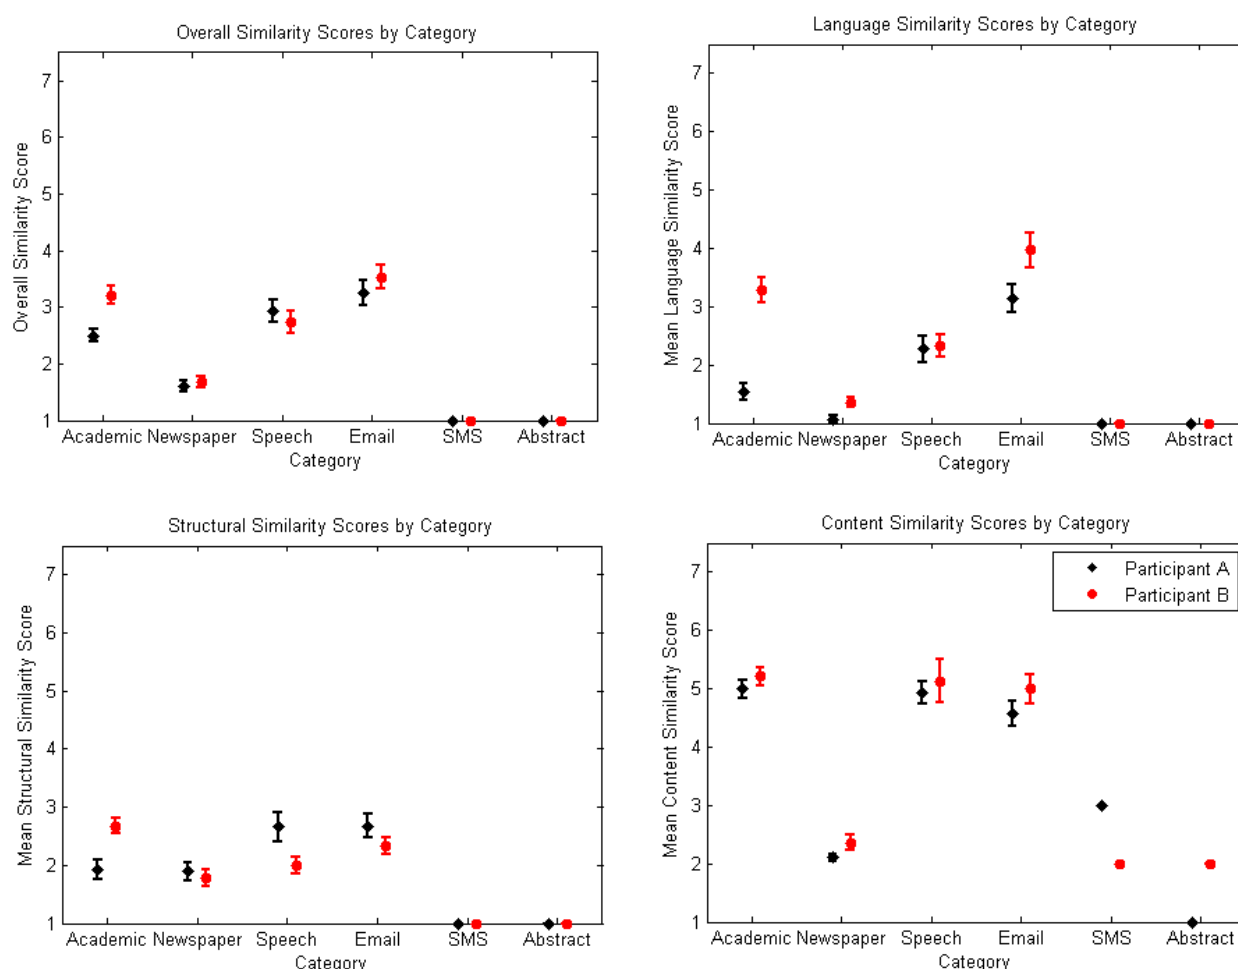 Overall Similarity Scores by Category
7
6
5
4
3
2
1
Overall Similarity Score
Academic Newspaper Speech Email SMS Abstract
Category
Language Similarity Scores by Category
7
6
5
4
3
2
1
Mean Language Similarity Score
Academic Newspaper Speech Email SMS Abstract
Category
Structural Similarity Scores by Category
7
6
5
4
3
2
1
Mean Structural Similarity Score
Academic Newspaper Speech Email SMS Abstract
Category
Content Similarity Scores by Category
Participant A
Participant B
7
6
5
4
3
2
1
Mean Content Similarity Score
Academic Newspaper Speech Email SMS Abstract
Category